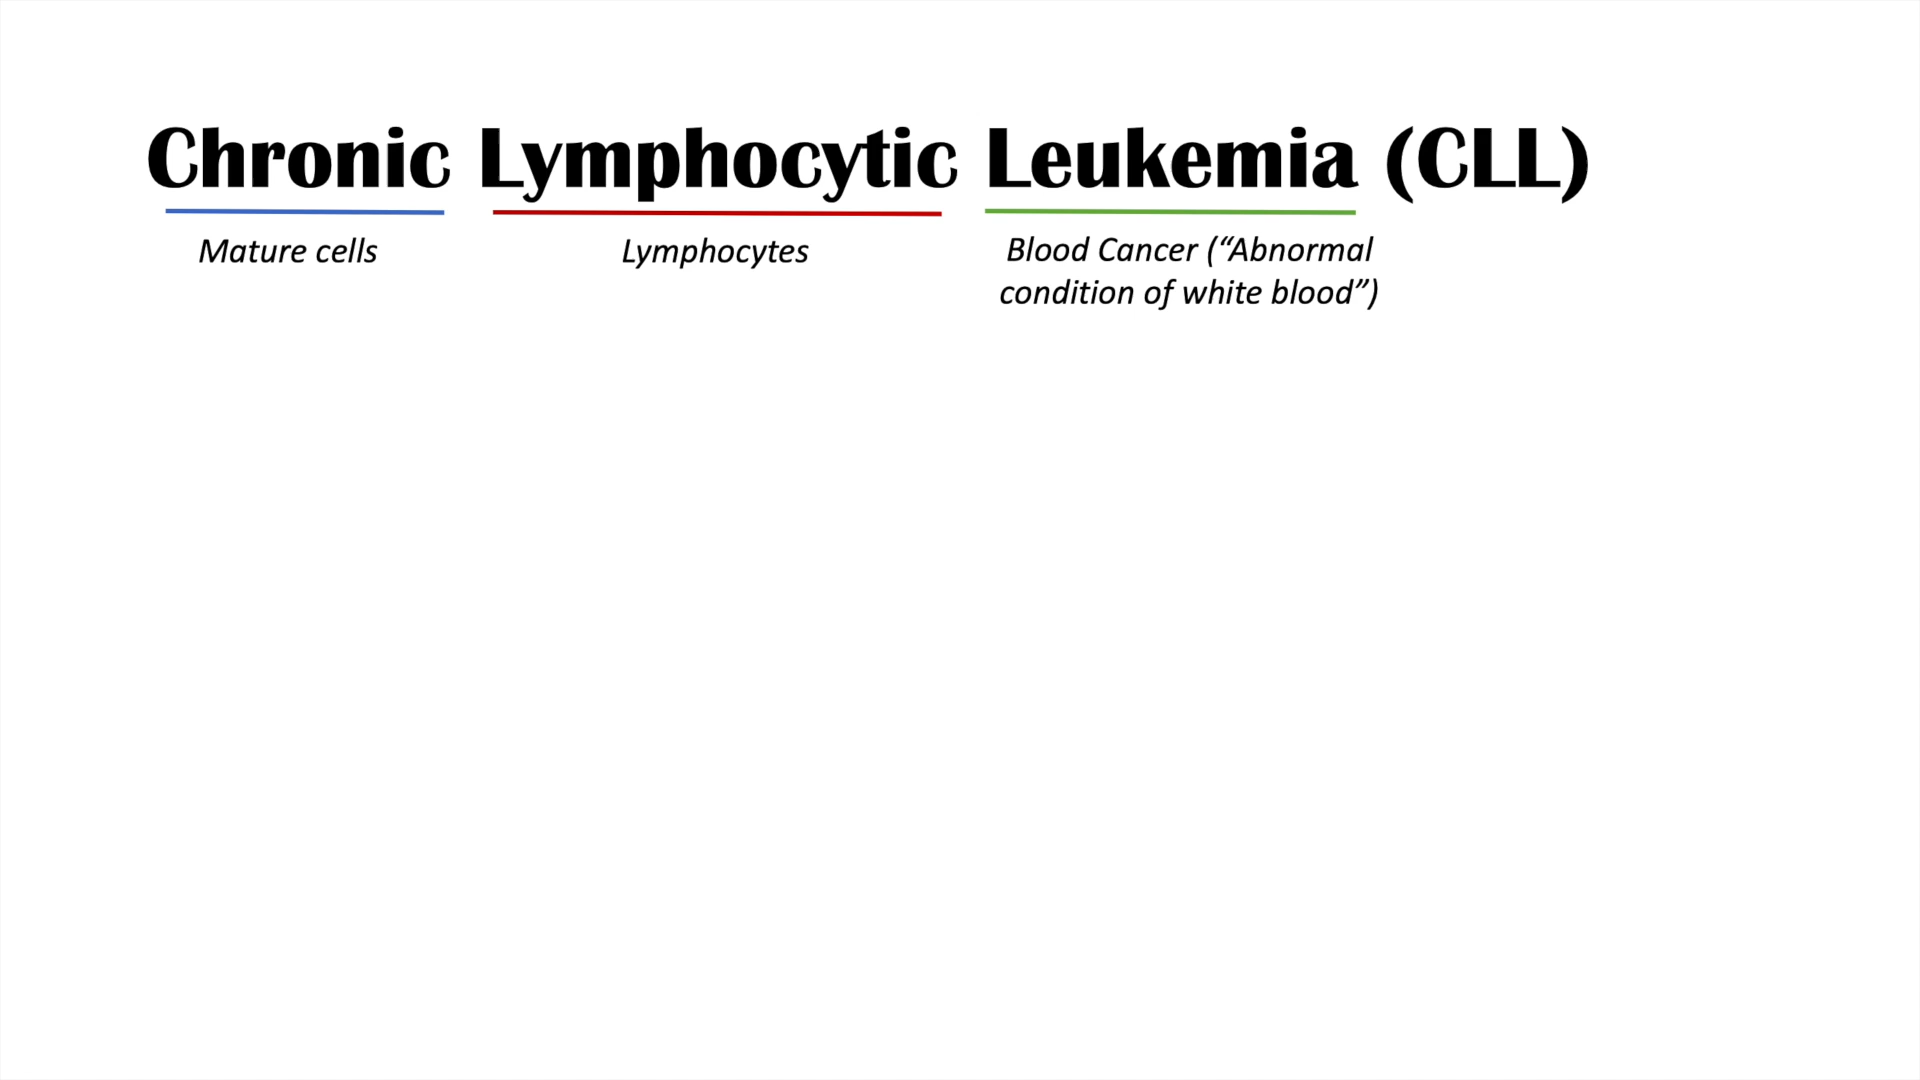 Chronic Lymphocytic Leukemia (CLL)
Mature cells
Lymphocytes
Blood Cancer (“Abnormal
condition of white blood”)